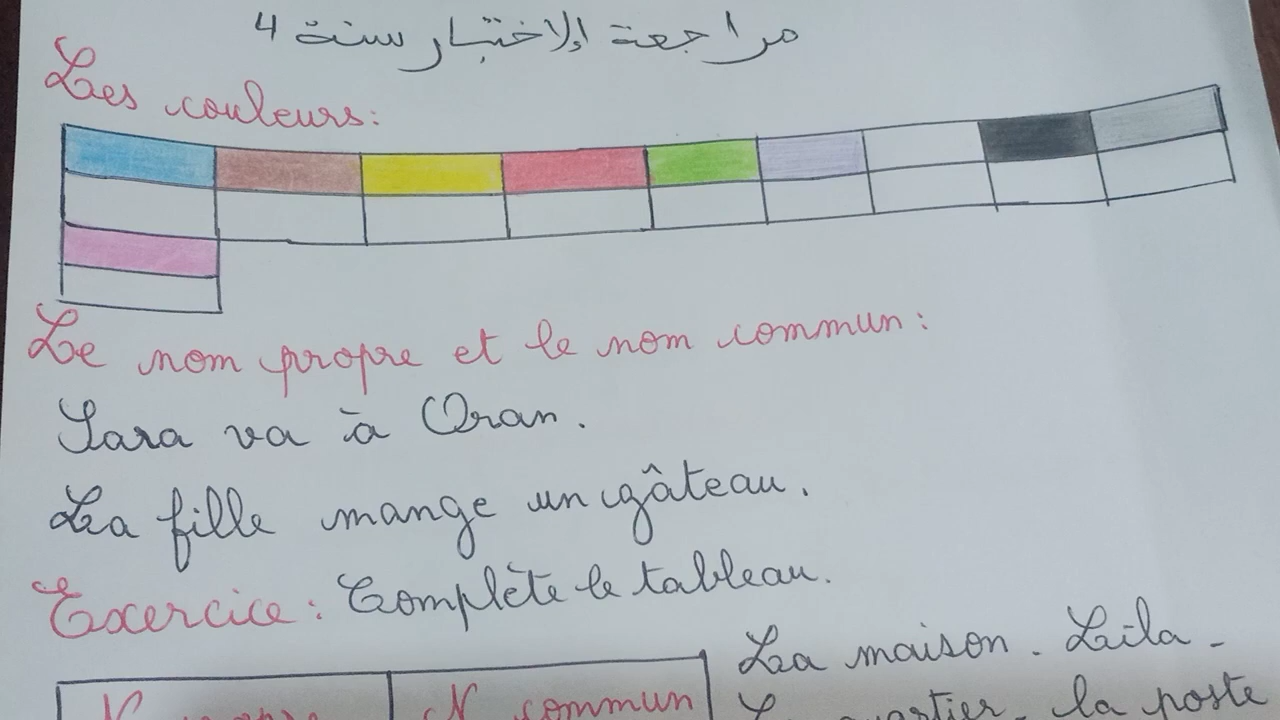 مراجعة الاختبار سنة 4
Les couleurs:
Le nom propre et le nom commun:
Sara va à Oran.
La fille mange un gâteau.
Exercice: Complète le tableau.
La maison - Leila -
N commun
la poste